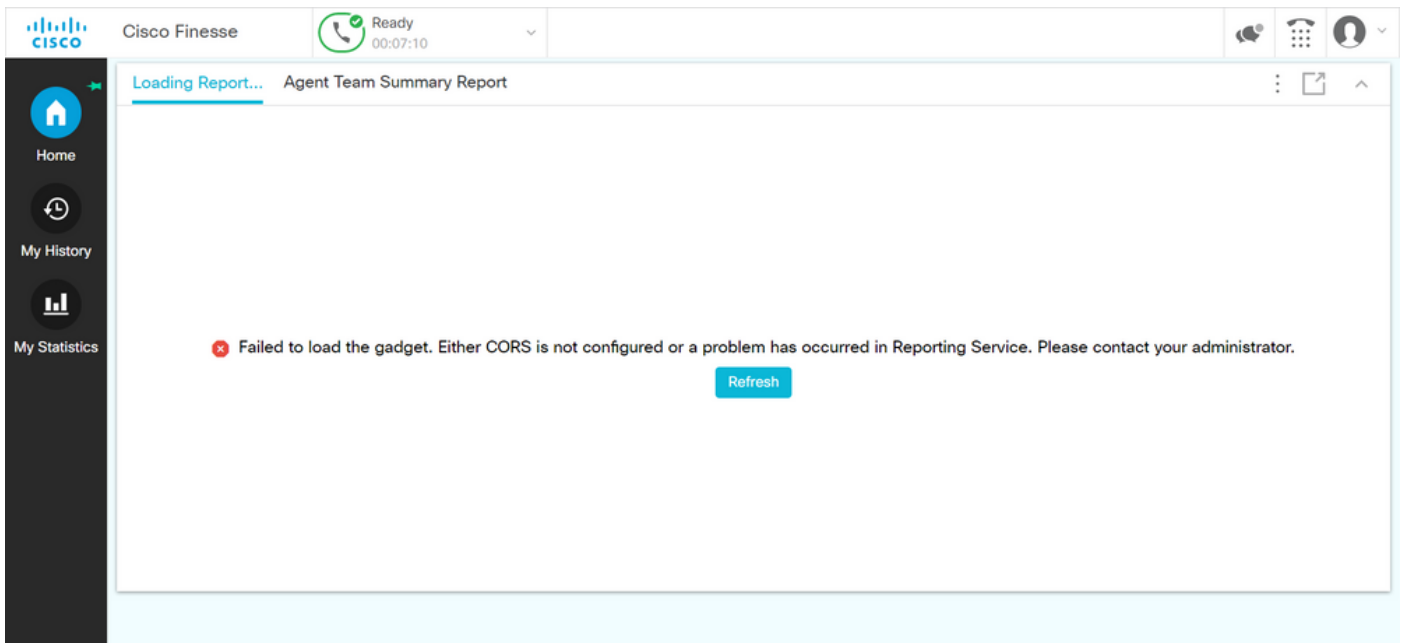 CISCO
Cisco Finesse
Ready
00:07:10
Loading Report...
Agent Team Summary Report
Home
My History
My Statistics
Failed to load the gadget. Either CORS is not configured or a problem has occurred in Reporting Service. Please contact your administrator.
Refresh